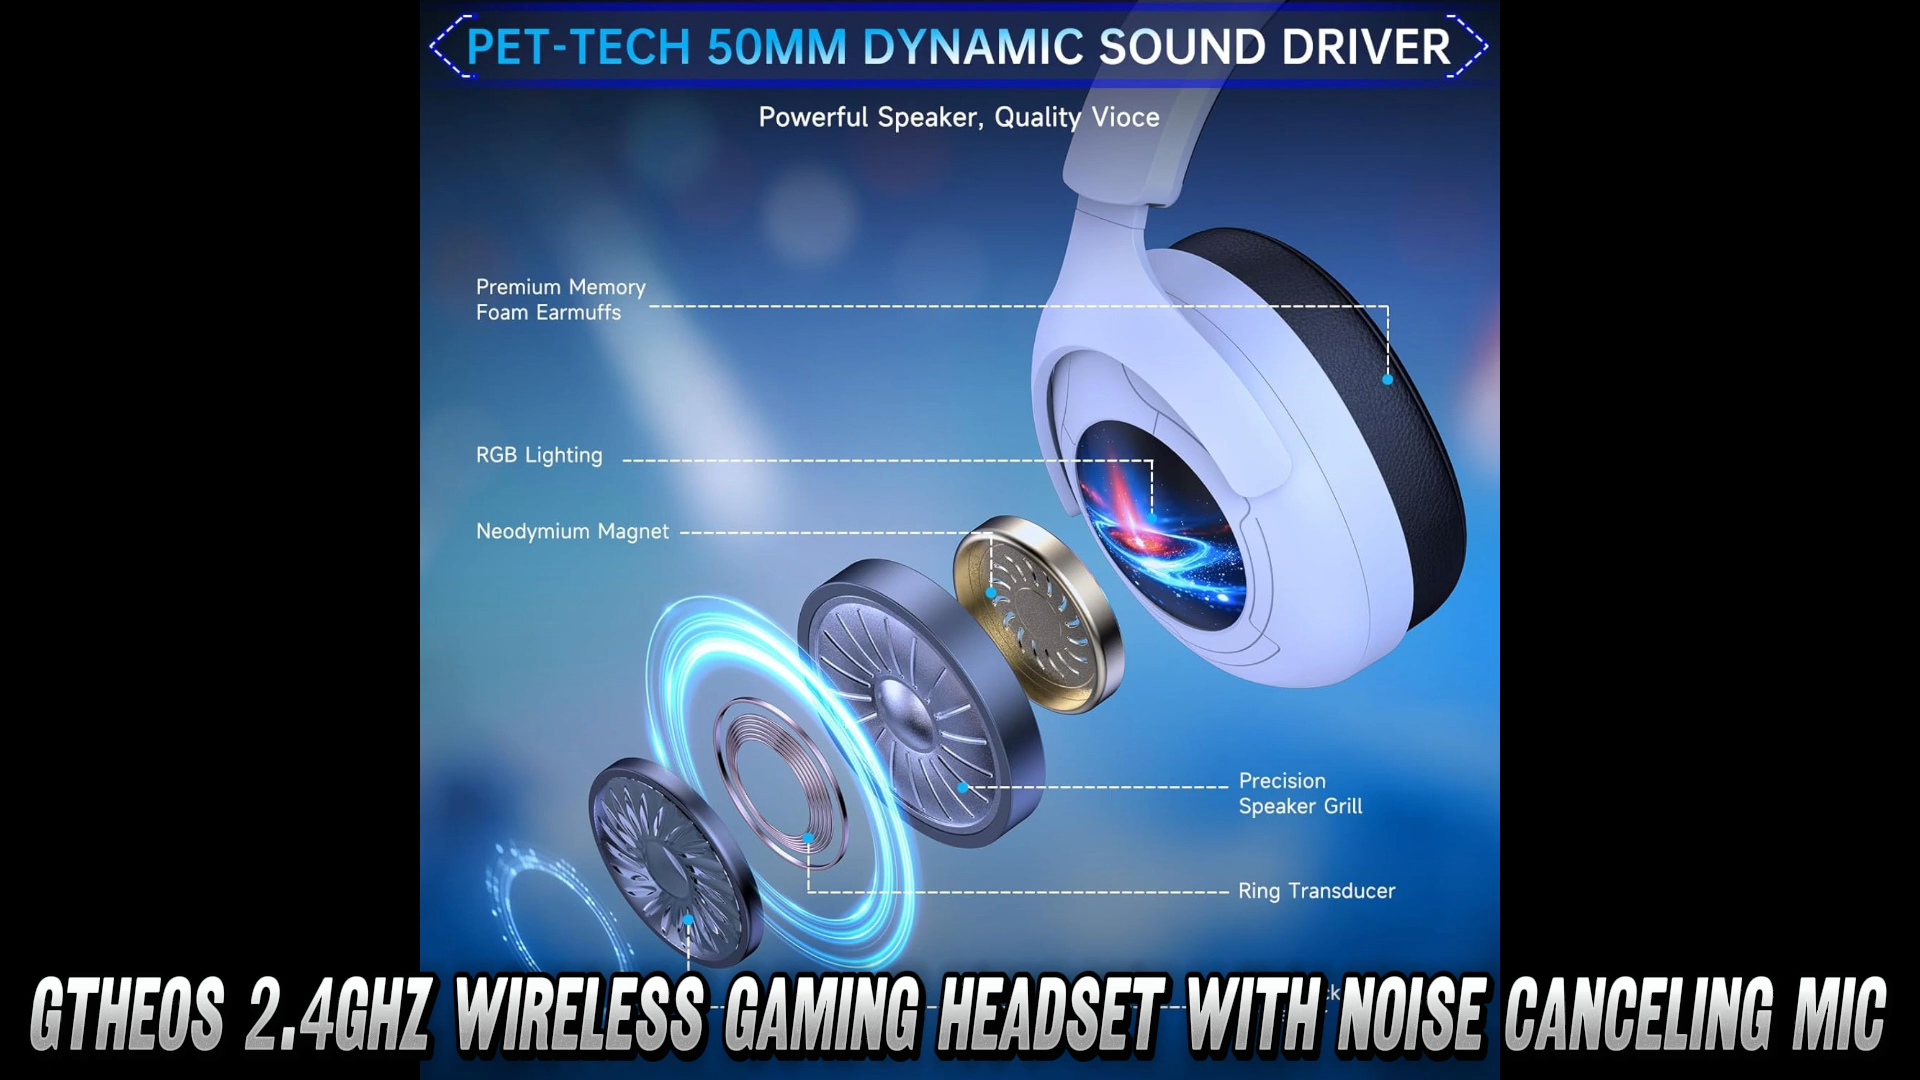 PET-TECH 50MM DYNAMIC SOUND DRIVER
Powerful Speaker, Quality Vioce
Premium Memory
Foam Earmuffs
RGB Lighting
Neodymium Magnet
Precision
Speaker Grill
Ring Transducer
GTHEOS 2.4GHZ WIRELESS GAMING HEADSET WITH NOISE CANCELING MIC